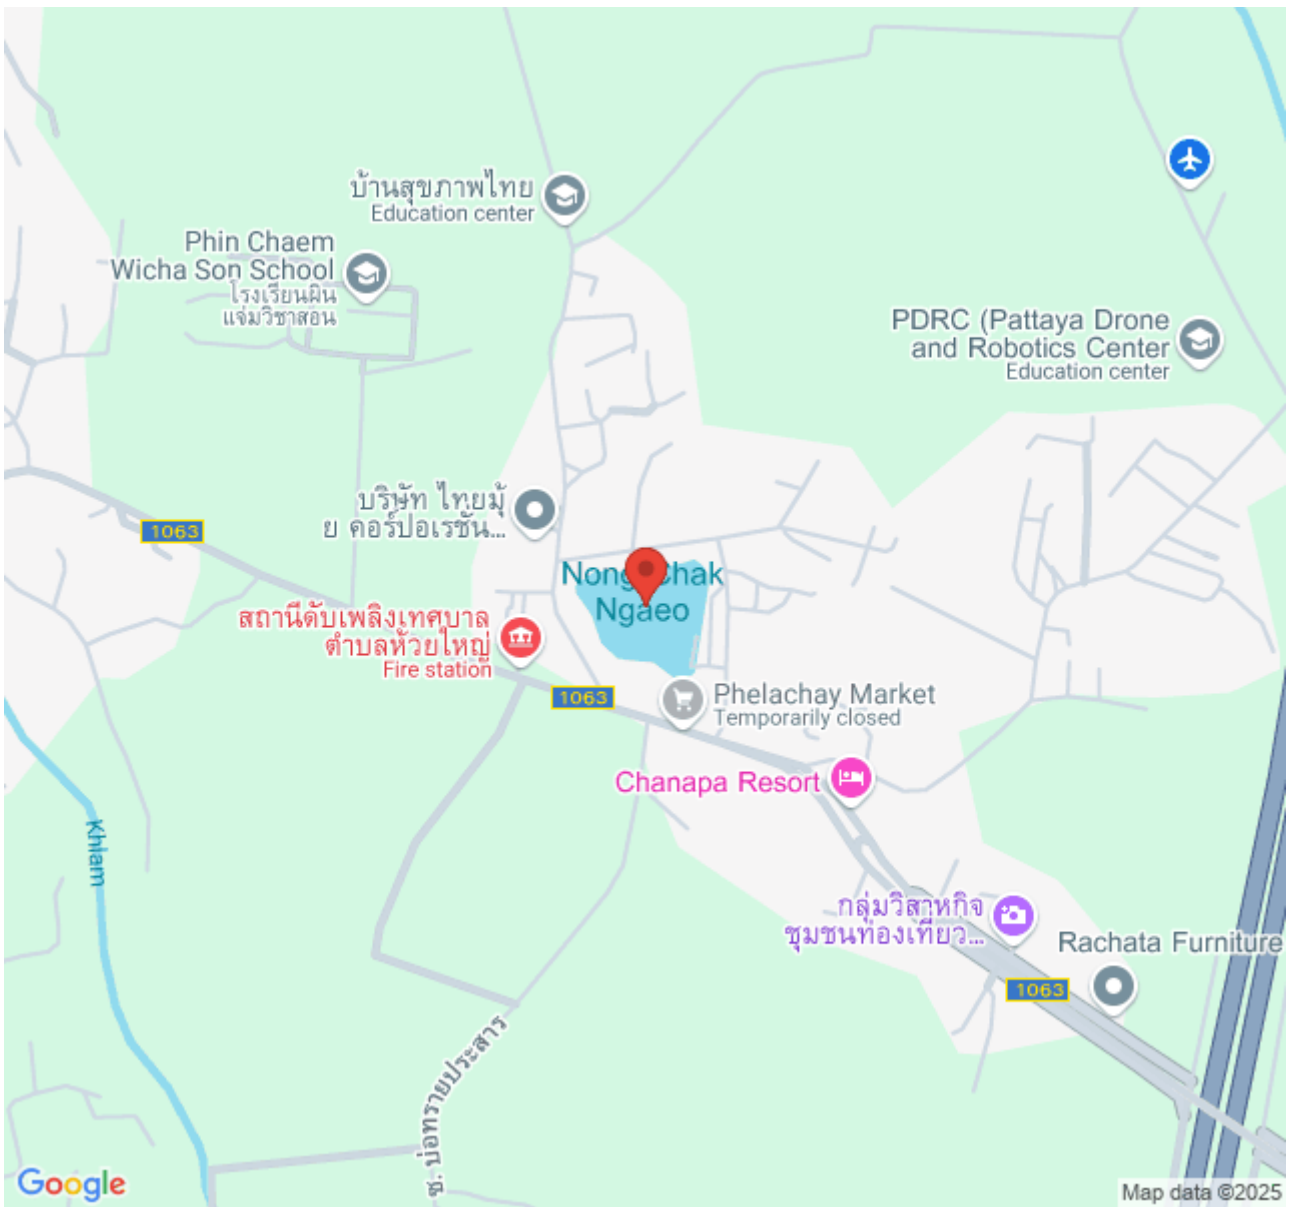 บ้านสุขภาพไทย
Education center
Phin Chaem
Wicha Son School
โรงเรียนผิน
แจ่มวิชาสอน
PDRC (Pattaya Drone
and Robotics Center
Education center
บริษัท ไทยมุ้
ย คอร์ปอเรชั่น...
1063
Ngaeo
สถานีดับเพลิงเทศบาล
ตำบลห้วยใหญ่
Fire station
1063
Phelachay Market
Temporarily closed
Chanapa Resort
Khlam
กลุ่มวิสาหกิจ
ชุมชนท่องเที่ยว...
Rachata Furniture
1063
ซ. บ่อทรายประสาร
Google
Map data ©2025